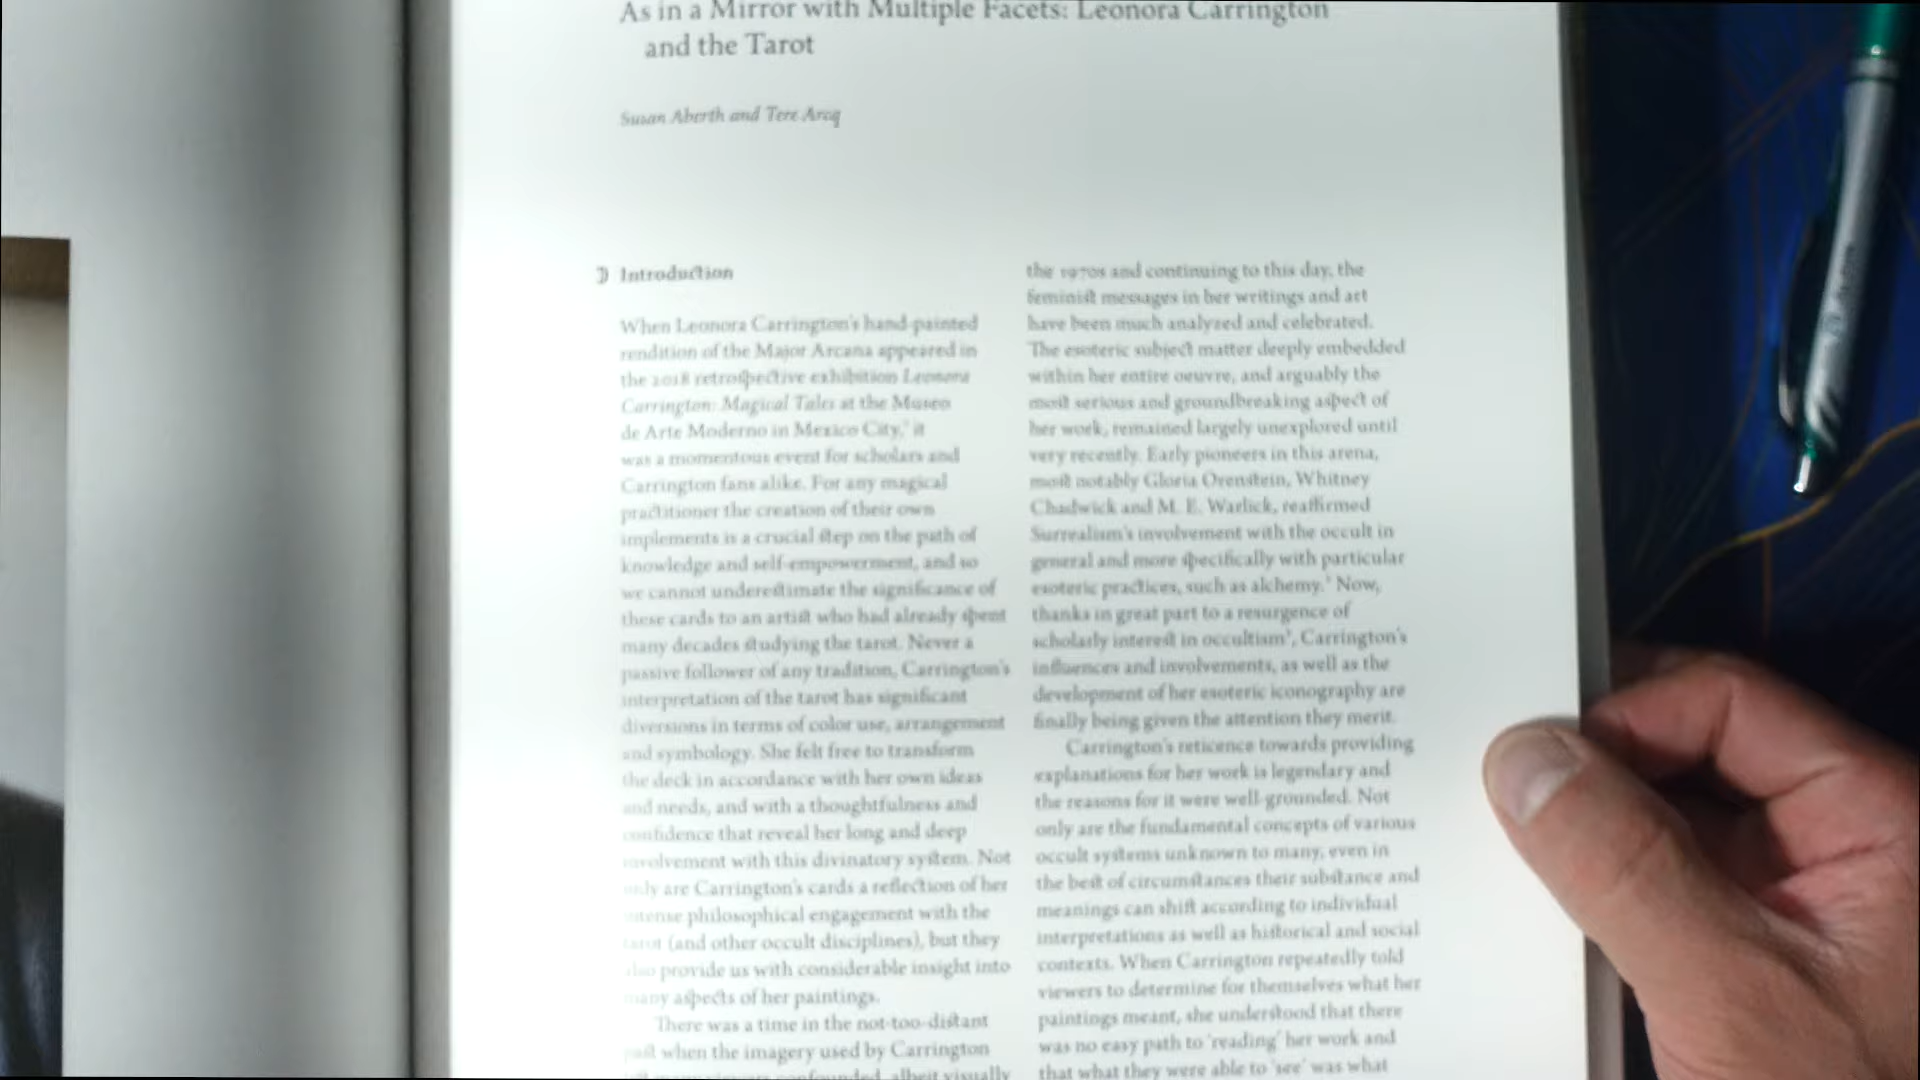 As in a Mirror with Multiple Facets: Leonora Carrington
and the Tarot
Susan Aberth and Tere Arcq
Introduction
When Leonora Carrington's hand-painted
rendition of the Major Arcana appeared in
the 2018 retrospective exhibition Leonora
Carrington: Magical Tales at the Museo
de Arte Moderno in Mexico City, it
was a momentous event for scholars and
Carrington fans alike. For any magical
practitioner the creation of their own
implements is a crucial step on the path of
knowledge and self-empowerment, and so
we cannot underestimate the significance of
these cards to an artist who had already spent
many decades studying the tarot. Never a
passive follower of any tradition, Carrington's
interpretation of the tarot has significant
diversions in terms of color use, arrangement
and symbology. She felt free to transform
the deck in accordance with her own ideas
and needs, and with a thoughtfulness and
confidence that reveal her long and deep
involvement with this divinatory system. Not
only are Carrington's cards a reflection of her
intense philosophical engagement with the
tarot (and other occult disciplines), but they
also provide us with considerable insight into
many aspects of her paintings.
There was a time in the not-too-distant
past when the imagery used by Carrington
left many viewers confounded, albeit visually
the 1970s and continuing to this day, the
feminist messages in her writings and art
have been much analyzed and celebrated.
The esoteric subject matter deeply embedded
within her entire oeuvre, and arguably the
most serious and groundbreaking aspect of
her work, remained largely unexplored until
very recently. Early pioneers in this arena,
most notably Gloria Orenstein, Whitney
Chadwick and M. E. Warlick, reaffirmed
Surrealism's involvement with the occult in
general and more specifically with particular
esoteric practices, such as alchemy. Now,
thanks in great part to a resurgence of
scholarly interest in occultism, Carrington's
influences and involvements, as well as the
development of her esoteric iconography are
finally being given the attention they merit.
Carrington's reticence towards providing
explanations for her work is legendary and
the reasons for it were well-grounded. Not
only are the fundamental concepts of various
occult systems unknown to many, even in
the best of circumstances their substance and
meanings can shift according to individual
interpretations as well as historical and social
contexts. When Carrington repeatedly told
viewers to determine for themselves what her
paintings meant, she understood that there
was no easy path to 'reading' her work and
that what they were able to 'see' was what